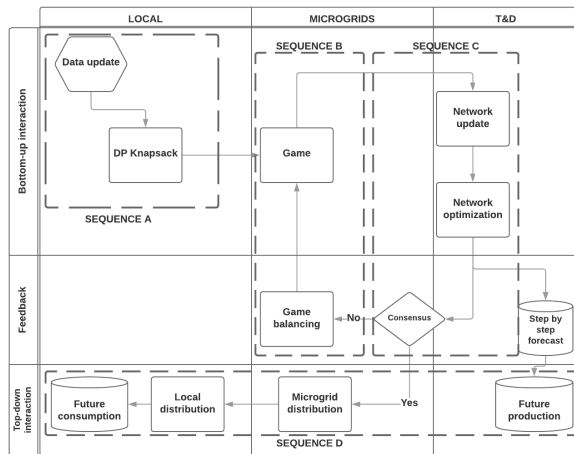 LOCAL
MICROGRIDS
T&D
Bottom-up interaction
SEQUENCE B
SEQUENCE C
Data update
DP Knapsack
Game
Network
update
Network
optimization
SEQUENCE A
Feedback
Game
balancing
No
Consensus
Step by
step
forecast
Top-down
interaction
Future
consumption
Local
distribution
Microgrid
distribution
Yes
Future
production
SEQUENCE D